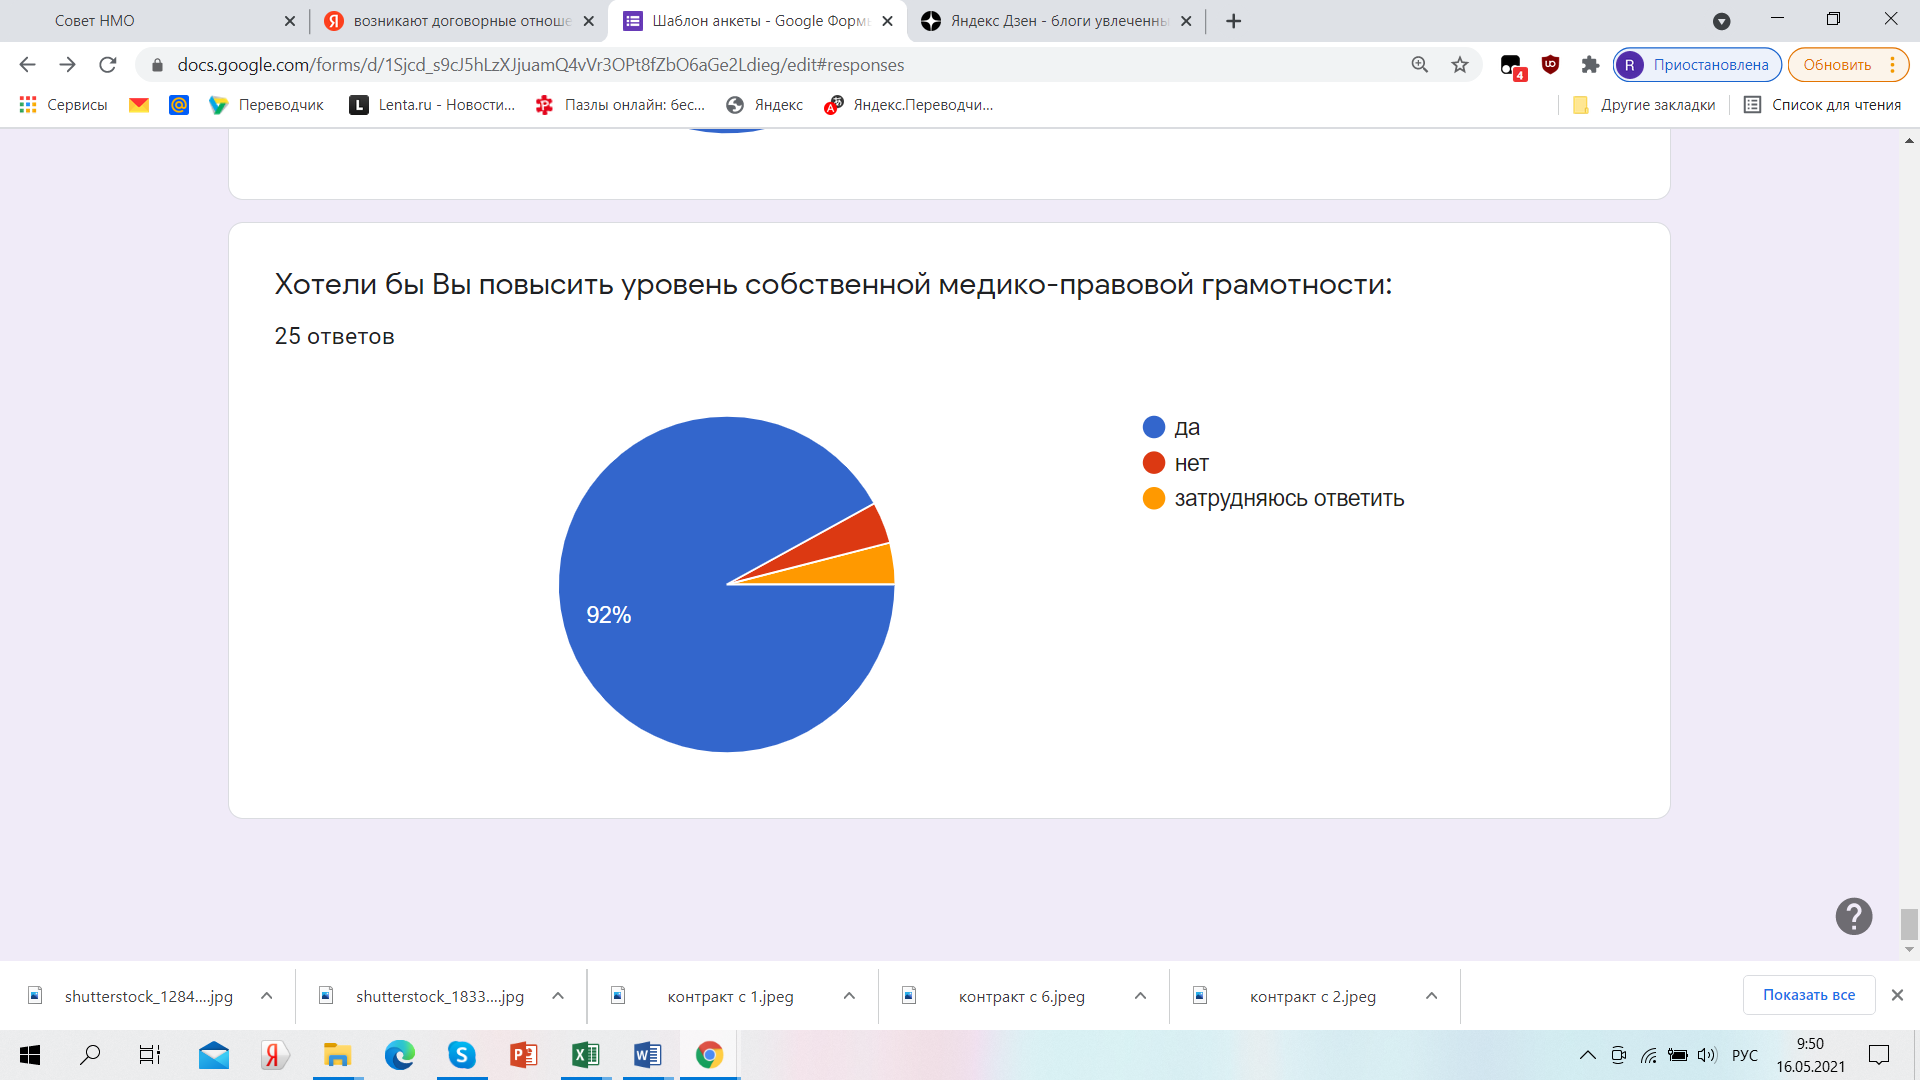 Совет НМО
возникают договорные отноше
Шаблон анкеты - Google Форм
Яндекс Дзен - блоги увлеченны
docs.google.com/forms/d/1Sjcd_s9cJ5hLzXJjuamQ4vVr3OPt8fZbO6aGe2Ldieg/edit#responses
4
R Приостановлена
Обновить
Сервисы
Переводчик
L Lenta.ru - Новости...
Пазлы онлайн: бес...
Яндекс
Яндекс.Переводчи...
Другие закладки
Список для чтения
Хотели бы Вы повысить уровень собственной медико-правовой грамотности:
25 ответов
92%
да
нет
затрудняюсь ответить
shutterstock_1284....jpg
shutterstock_1833....jpg
контракт с 1.jpeg
контракт с 6.jpeg
контракт с 2.jpeg
Показать все
РУС
9:50
16.05.2021